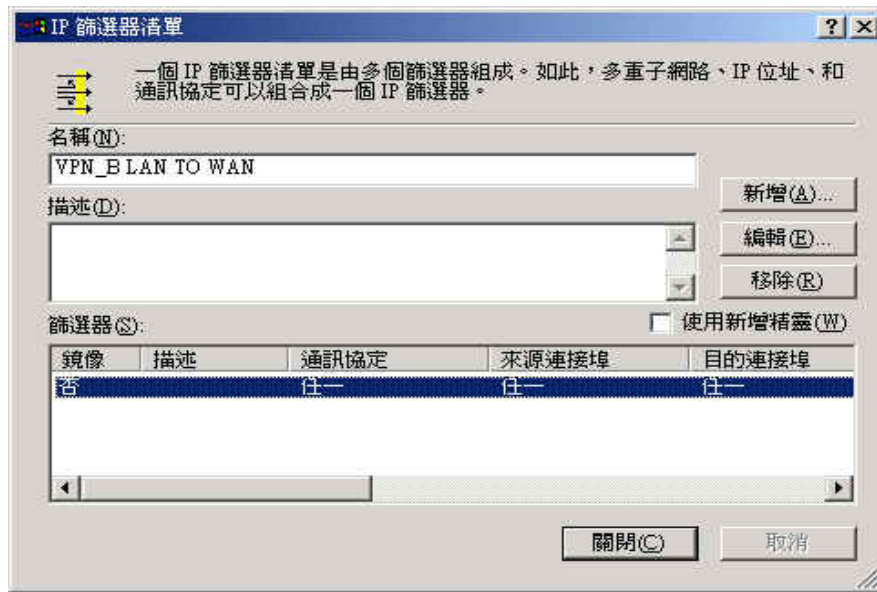 IP 篩選器清單
一個 IP 篩選器清單是由多個篩選器組成。如此，多重子網路、IP 位址、和
通訊協定可以組合成一個 IP 篩選器。
名稱(N):
VPN_B LAN TO WAN
新增(A)...
描述(D):
編輯(E)...
移除(R)
篩選器(S):
使用新增精靈(W)
鏡像 描述 通訊協定 來源連接埠 目的連接埠
否 任一 任一 任一
關閉(C)
取消